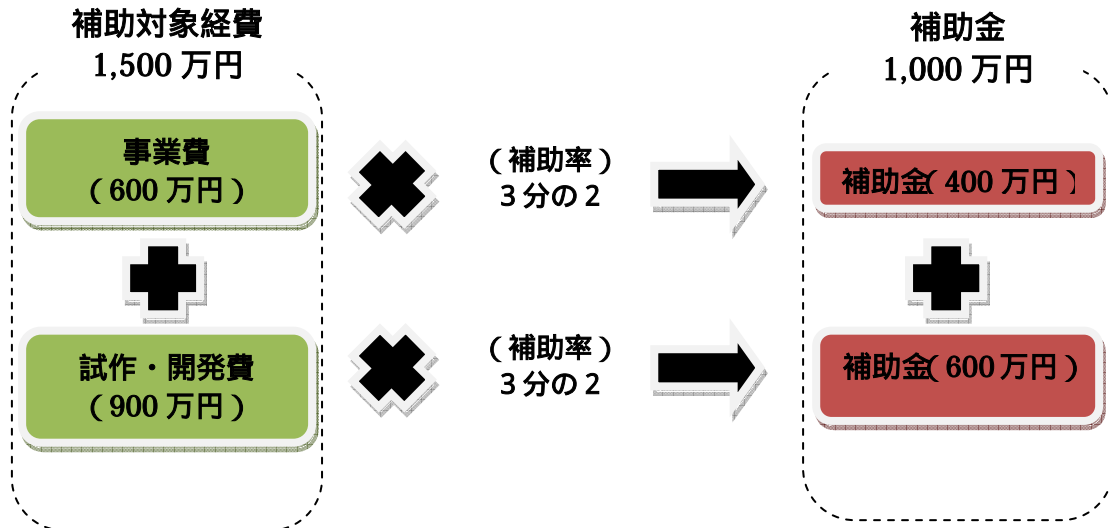 補助対象経費
1,500 万円
事業費
（600 万円）
（補助率）
3 分の 2
補助金（400 万円）
試作・開発費
（900 万円）
（補助率）
3 分の 2
補助金（600 万円）
補助金
1,000 万円